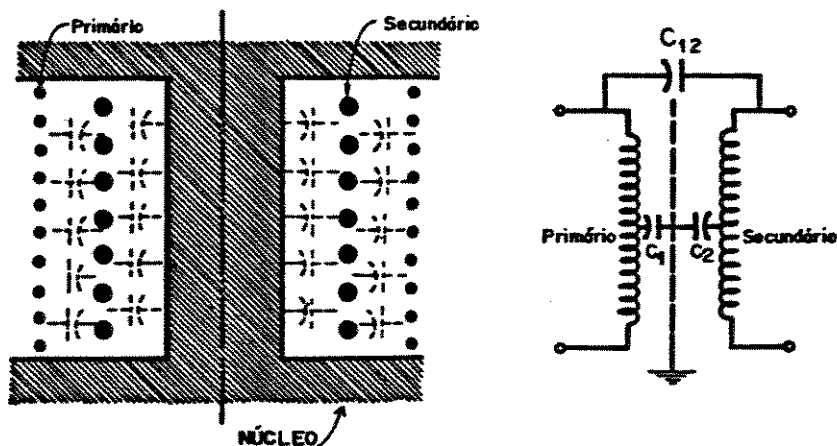 Primário
Secundário
NÚCLEO
C12
Primário
C1
C2
Secundário